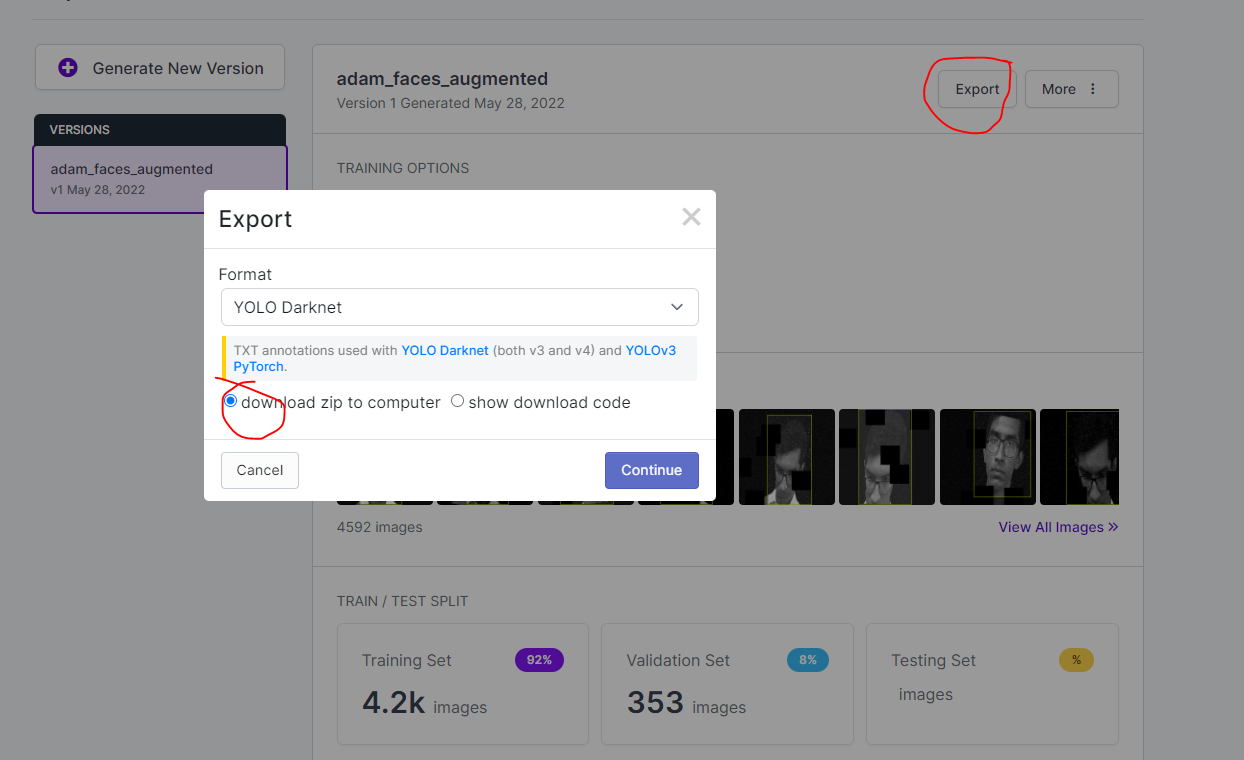 Generate New Version
VERSIONS
adam_faces_augmented
v1 May 28, 2022
adam_faces_augmented
Version 1 Generated May 28, 2022
Export
More
TRAINING OPTIONS
Export
Format
YOLO Darknet
TXT annotations used with YOLO Darknet (both v3 and v4) and YOLOv3
PyTorch.
download zip to computer show download code
Cancel
Continue
4592 images
View All Images »
TRAIN / TEST SPLIT
Training Set
92%
4.2k images
Validation Set
8%
353 images
Testing Set
%
images